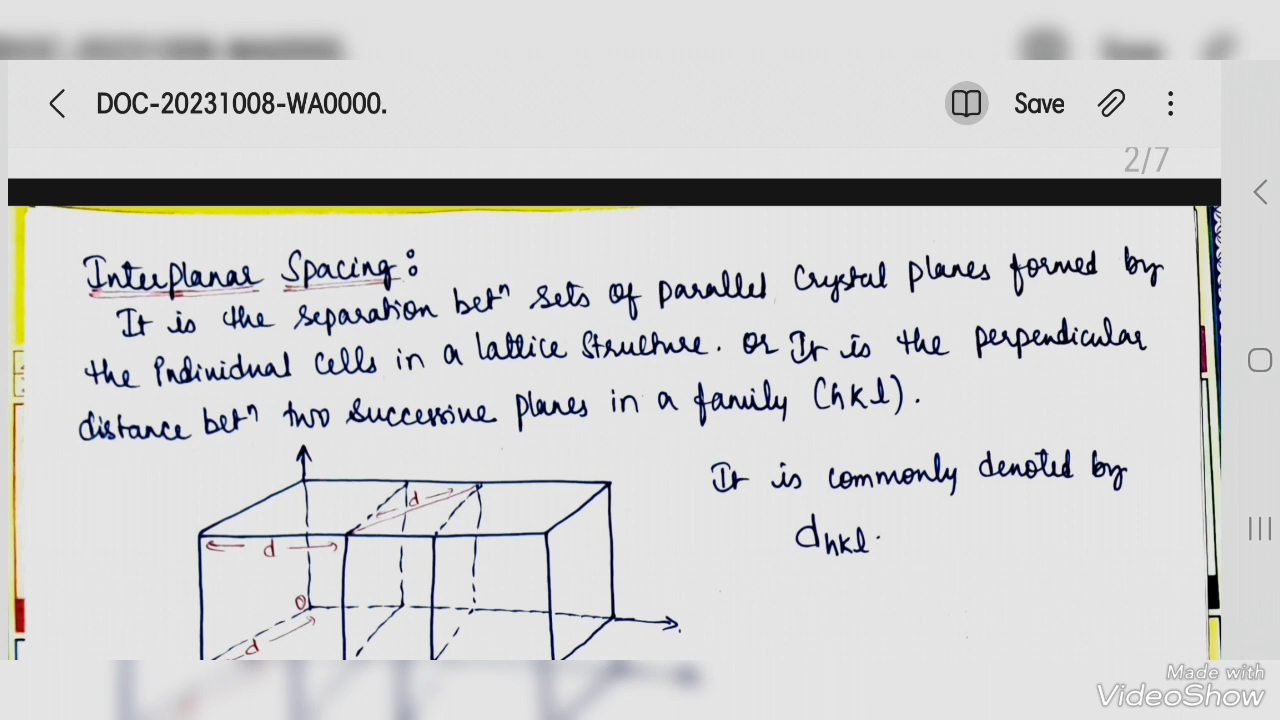 DOC-20231008-WA0000.
Save
2/7
Interplanar Spacing:
It is the separation betⁿ sets of parallel Crystal planes formed by
the Individual Cells in a lattice Structure. or It is the perpendicular
distance betⁿ two successive planes in a family (hkl).
It is commonly denoted by
dhkl.
d
d
O
d
Made with
VideoShow